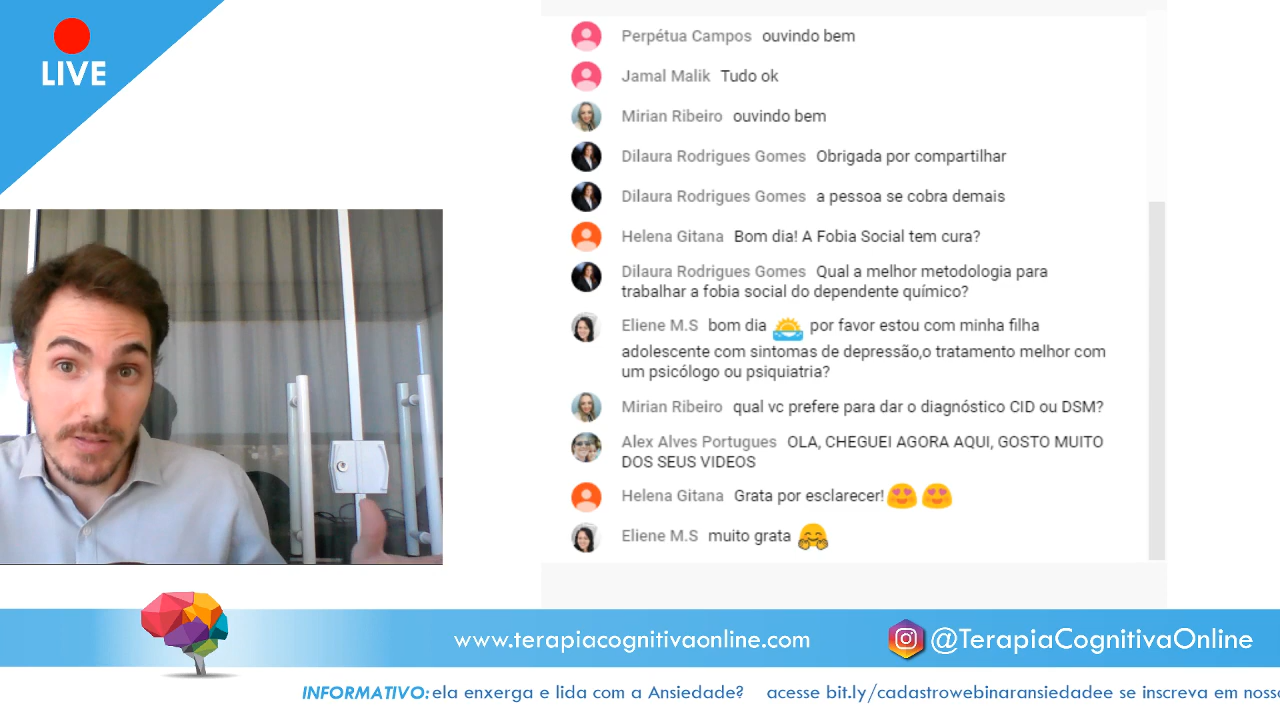 LIVE
Perpétua Campos ouvindo bem
Jamal Malik Tudo ok
Mirian Ribeiro ouvindo bem
Dilaura Rodrigues Gomes Obrigada por compartilhar
Dilaura Rodrigues Gomes a pessoa se cobra demais
Helena Gitana Bom dia! A Fobia Social tem cura?
Dilaura Rodrigues Gomes Qual a melhor metodologia para
trabalhar a fobia social do dependente químico?
Eliene M.S bom dia 🌅 por favor estou com minha filha
adolescente com sintomas de depressão,o tratamento melhor com
um psicólogo ou psiquiatria?
Mirian Ribeiro qual vc prefere para dar o diagnóstico CID ou DSM?
Alex Alves Portugues OLA, CHEGUEI AGORA AQUI, GOSTO MUITO
DOS SEUS VIDEOS
Helena Gitana Grata por esclarecer!😍😍
Eliene M.S muito grata 🤗
www.terapiacognitivaonline.com
@TerapiaCognitivaOnline
INFORMATIVO: ela enxerga e lida com a Ansiedade? acesse bit.ly/cadastrowebinaransiedadee se inscreva em nosso